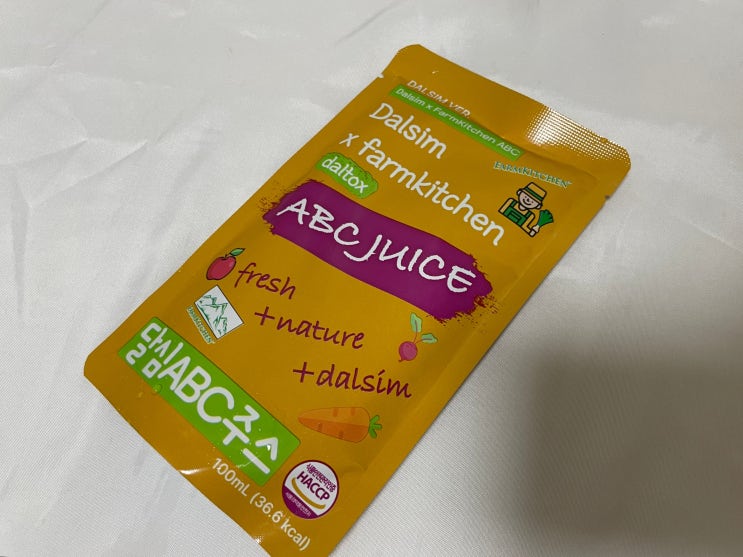 DALSIM VER
Dalsim x FarmKitchen ABC
Dalsim
x farmkitchen
FARMKITCHEN
daltox
ABC JUICE
fresh
+nature
+dalsim
달심ABC주스
HACCP
100mL (36.6 kcal)